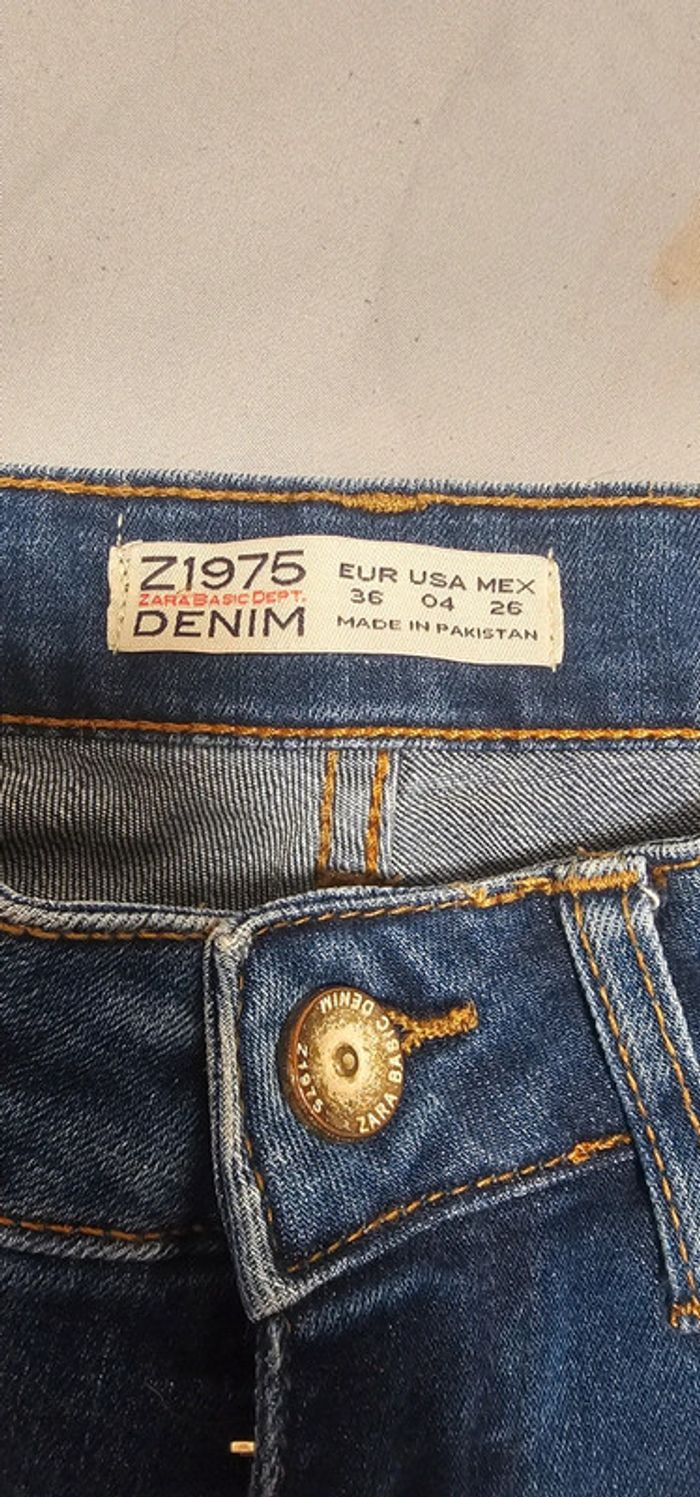 Z1975
ZARA BASIC DEPT.
DENIM
EUR USA MEX
36 04 26
MADE IN PAKISTAN
ZARA BASIC DENIM
Z1975